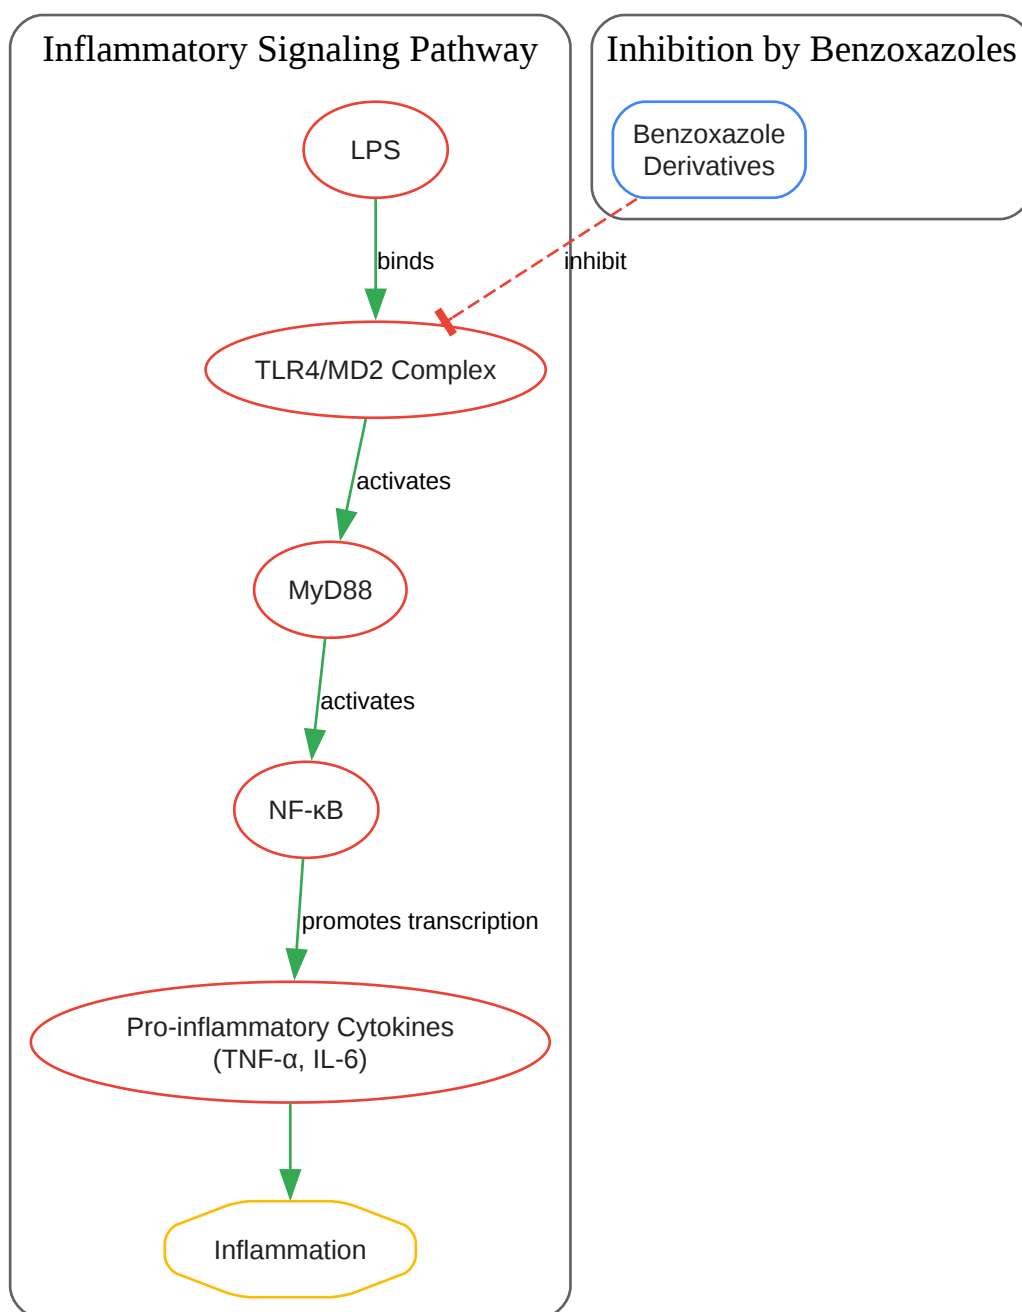 Inflammatory Signaling Pathway
Inhibition by Benzoxazoles
LPS
Benzoxazole
Derivatives
binds
inhibit
TLR4/MD2 Complex
activates
MyD88
activates
NF-κB
promotes transcription
Pro-inflammatory Cytokines
(TNF-α, IL-6)
Inflammation